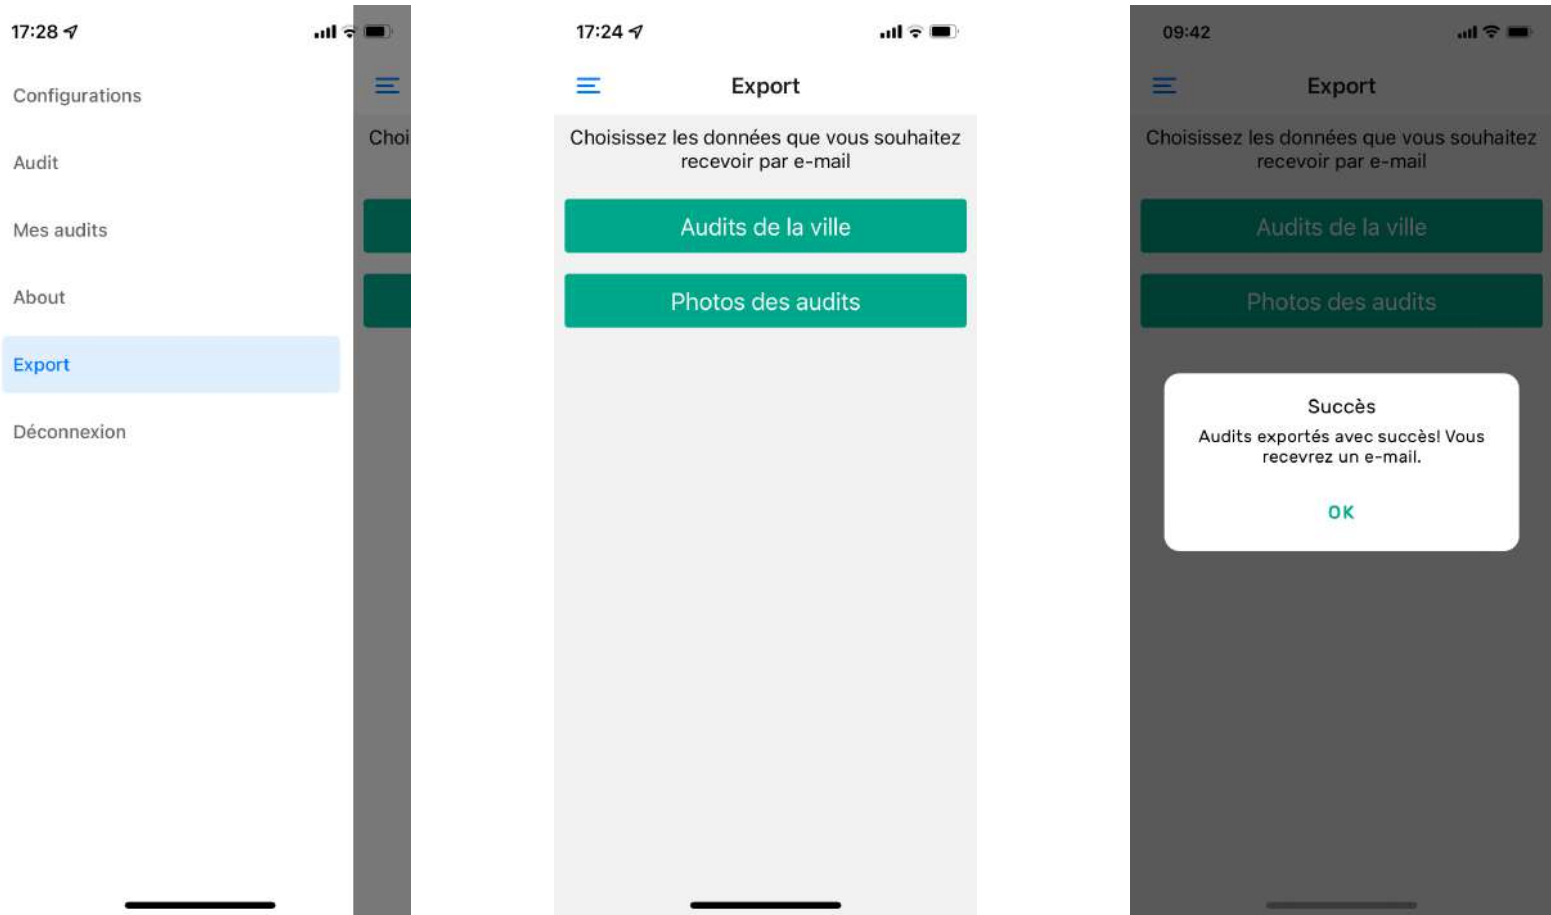 17:28
Configurations
Audit
Mes audits
About
Export
Déconnexion
Choi
17:24
Export
Choisissez les données que vous souhaitez
recevoir par e-mail
Audits de la ville
Photos des audits
09:42
Export
Choisissez les données que vous souhaitez
recevoir par e-mail
Audits de la ville
Photos des audits
Succès
Audits exportés avec succès! Vous
recevrez un e-mail.
OK